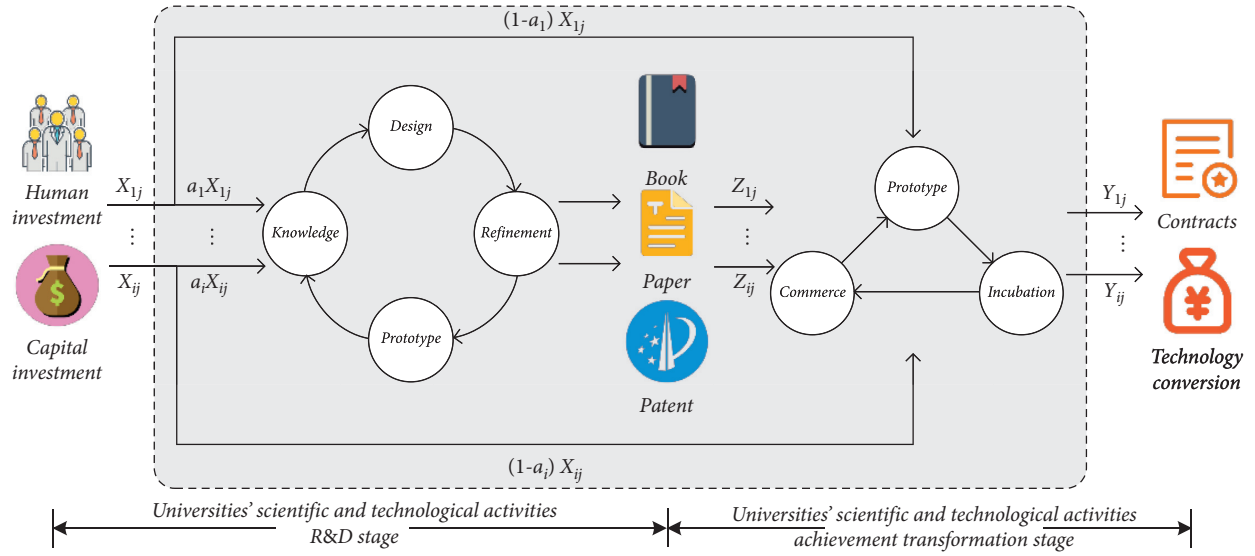 (1-a₁) X₁ⱼ
Human
investment
X₁ⱼ
a₁X₁ⱼ
⋮
⋮
Xᵢⱼ
aᵢXᵢⱼ
$
Capital
investment
Design
Knowledge
Refinement
Prototype
Book
T
Paper
Patent
Z₁ⱼ
⋮
Zᵢⱼ
Prototype
Commerce
Incubation
Y₁ⱼ
⋮
Yᵢⱼ
Contracts
¥
Technology
conversion
(1-aᵢ) Xᵢⱼ
Universities' scientific and technological activities
R&D stage
Universities' scientific and technological activities
achievement transformation stage